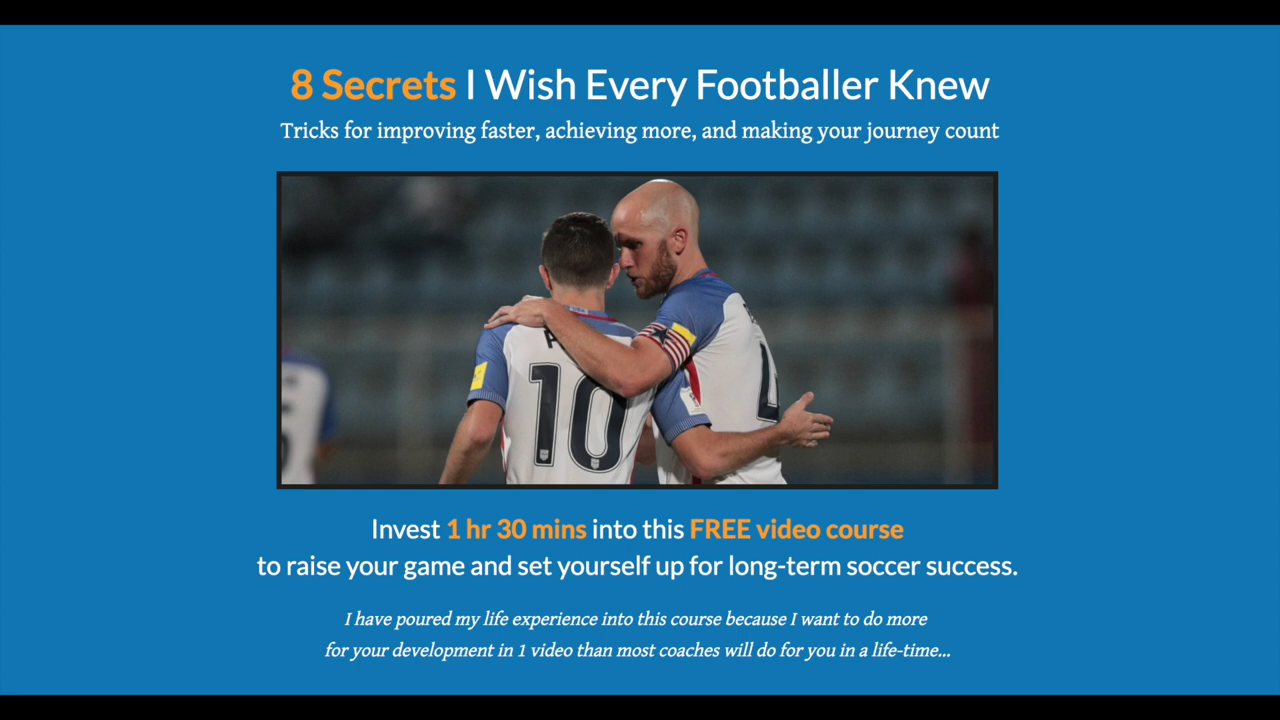 8 Secrets I Wish Every Footballer Knew
Tricks for improving faster, achieving more, and making your journey count
10
4
Invest 1 hr 30 mins into this FREE video course
to raise your game and set yourself up for long-term soccer success.
I have poured my life experience into this course because I want to do more
for your development in 1 video than most coaches will do for you in a life-time...